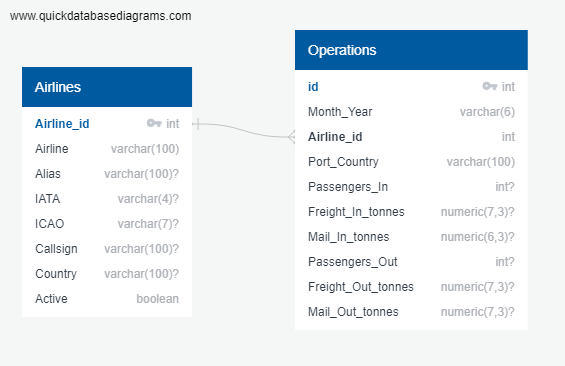 www.quickdatabasediagrams.com
Airlines
Airline_id int
Airline varchar(100)
Alias varchar(100)?
IATA varchar(4)?
ICAO varchar(7)?
Callsign varchar(100)?
Country varchar(100)?
Active boolean
Operations
id int
Month_Year varchar(6)
Airline_id int
Port_Country varchar(100)
Passengers_In int?
Freight_In_tonnes numeric(7,3)?
Mail_In_tonnes numeric(6,3)?
Passengers_Out int?
Freight_Out_tonnes numeric(7,3)?
Mail_Out_tonnes numeric(7,3)?